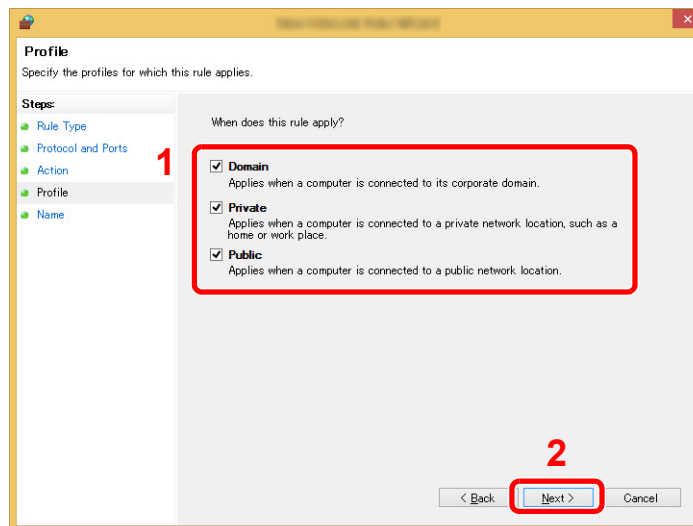 Profile
Specify the profiles for which this rule applies.
Steps:
Rule Type
Protocol and Ports
Action
Profile
Name
When does this rule apply?
1
Domain
Applies when a computer is connected to its corporate domain.
Private
Applies when a computer is connected to a private network location, such as a
home or work place.
Public
Applies when a computer is connected to a public network location.
2
< Back
Next >
Cancel